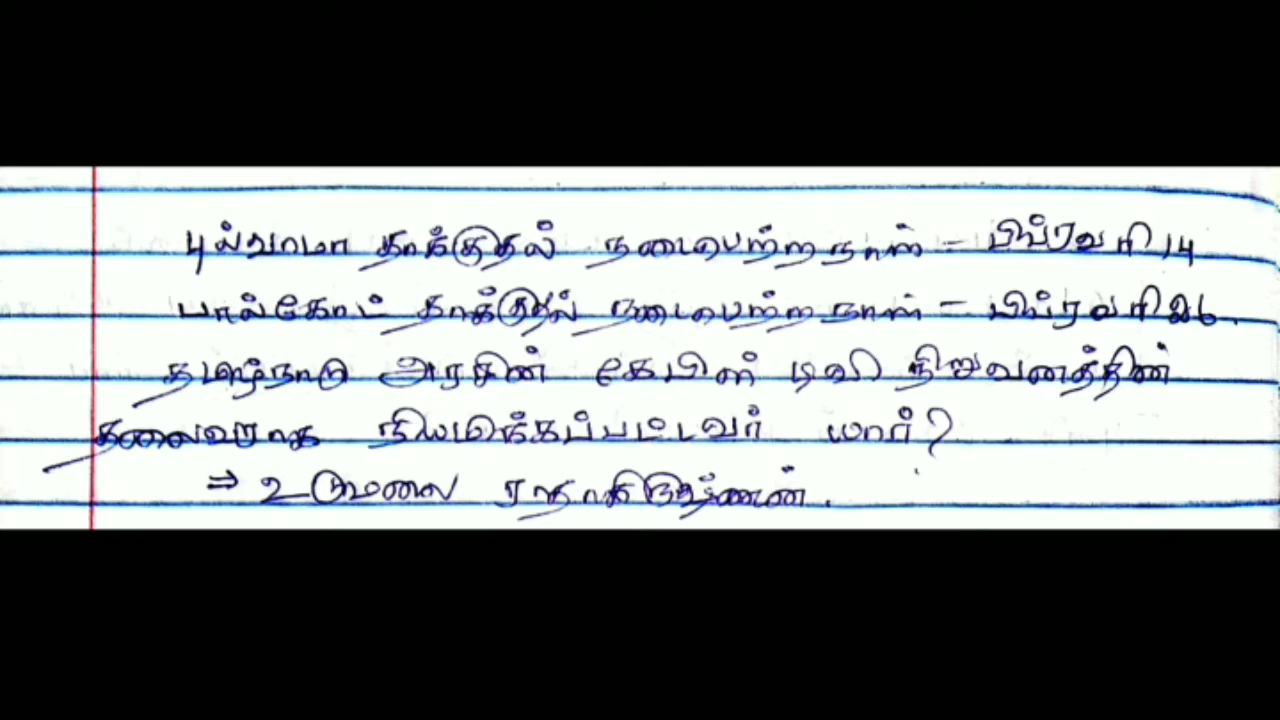 புல்வாமா தாக்குதல் நடைபெற்ற நாள் – பிப்ரவரி 14
பால்கோட் தாக்குதல் நடைபெற்ற நாள் – பிப்ரவரி 26.
தமிழ்நாடு அரசின் கேபிள் டிவி நிறுவனத்தின்
தலைவராக நியமிக்கப்பட்டவர் யார்?
⇒ உடுமலை ராதாகிருஷ்ணன்.